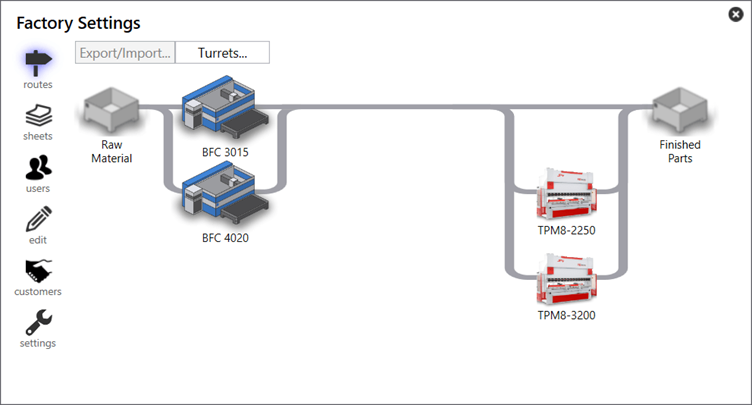 Factory Settings
Export/Import...
Turrets...
routes
sheets
users
edit
customers
settings
Raw
Material
BFC 3015
BFC 4020
TPM8-2250
TPM8-3200
Finished
Parts